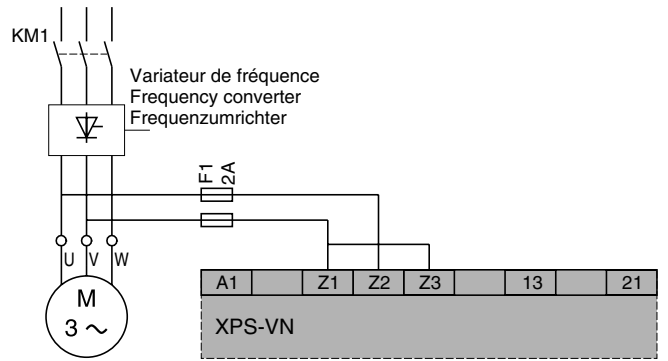 KM1
Variateur de fréquence
Frequency converter
Frequenzumrichter
F1
2A
U V W
M
3 ~
A1 Z1 Z2 Z3 13 21
XPS-VN